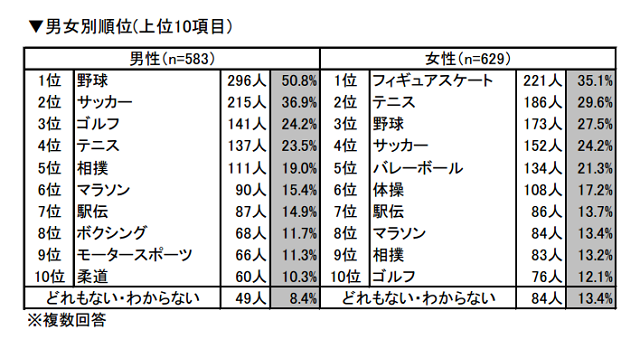 ▼男女別順位(上位10項目)
男性(n=583) 女性(n=629)
1位 野球 296人 50.8% 1位 フィギュアスケート 221人 35.1%
2位 サッカー 215人 36.9% 2位 テニス 186人 29.6%
3位 ゴルフ 141人 24.2% 3位 野球 173人 27.5%
4位 テニス 137人 23.5% 4位 サッカー 152人 24.2%
5位 相撲 111人 19.0% 5位 バレーボール 134人 21.3%
6位 マラソン 90人 15.4% 6位 体操 108人 17.2%
7位 駅伝 87人 14.9% 7位 駅伝 86人 13.7%
8位 ボクシング 68人 11.7% 8位 マラソン 84人 13.4%
9位 モータースポーツ 66人 11.3% 9位 相撲 83人 13.2%
10位 柔道 60人 10.3% 10位 ゴルフ 76人 12.1%
どれもない・わからない 49人 8.4% どれもない・わからない 84人 13.4%
※複数回答